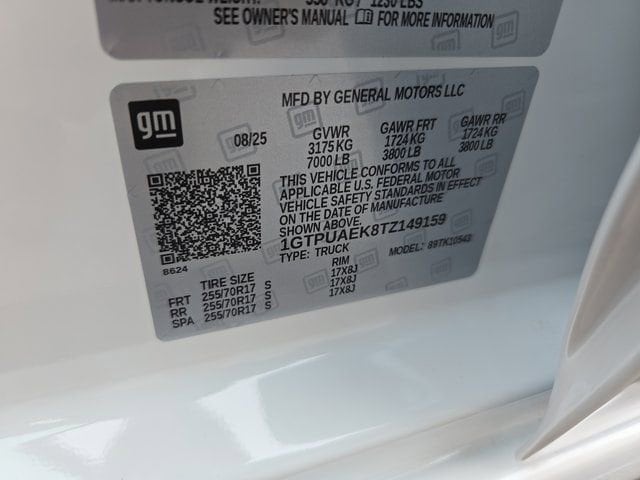 SEE OWNER'S MANUAL FOR MORE INFORMATION
gm
MFD BY GENERAL MOTORS LLC
08/25 GVWR GAWR FRT GAWR RR
3175 KG 1724 KG 1724 KG
7000 LB 3800 LB 3800 LB
THIS VEHICLE CONFORMS TO ALL
APPLICABLE U.S. FEDERAL MOTOR
VEHICLE SAFETY STANDARDS IN EFFECT
ON THE DATE OF MANUFACTURE
SHOWN ABOVE.
1GTPUAEK8TZ149159
TYPE: TRUCK MODEL: 89TK10543
8624
TIRE SIZE RIM
FRT 255/70R17 S 17X8J
RR 255/70R17 S 17X8J
SPA 255/70R17 S 17X8J